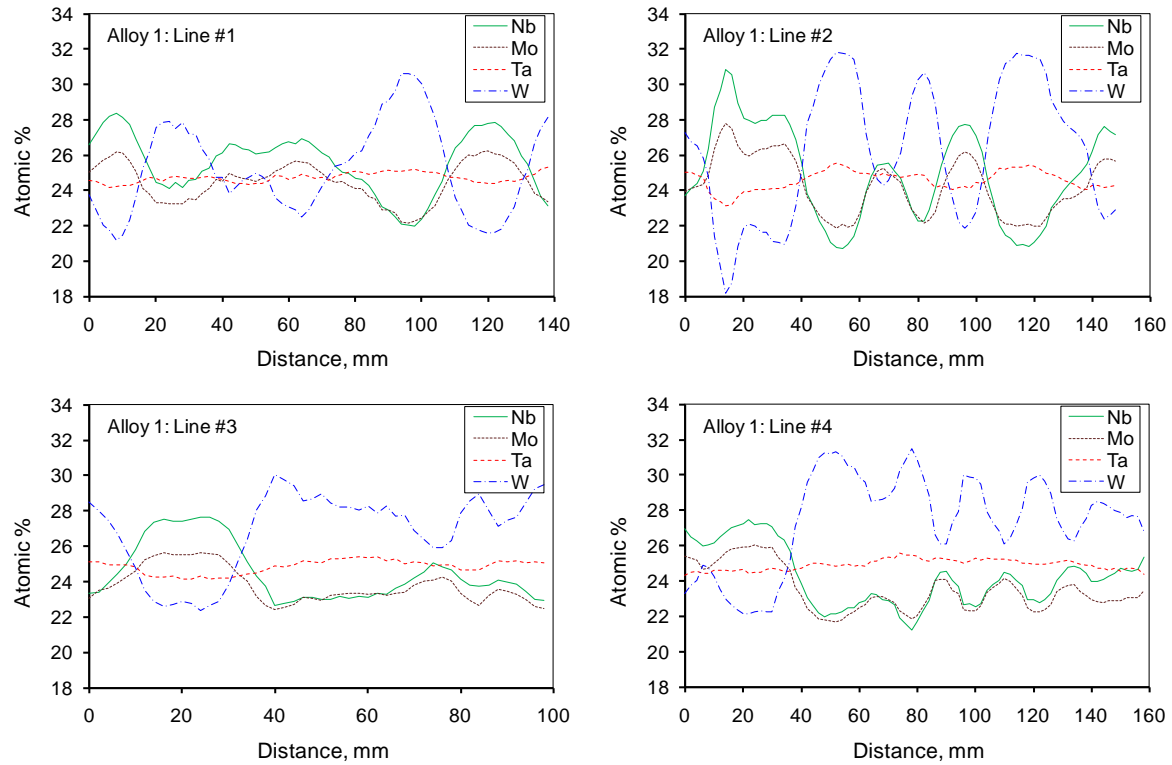 Alloy 1: Line #1
Nb
Mo
Ta
W
34
32
30
28
26
24
22
20
18
Atomic %
0 20 40 60 80 100 120 140
Distance, mm
Alloy 1: Line #2
Nb
Mo
Ta
W
34
32
30
28
26
24
22
20
18
Atomic %
0 20 40 60 80 100 120 140 160
Distance, mm
Alloy 1: Line #3
Nb
Mo
Ta
W
34
32
30
28
26
24
22
20
18
Atomic %
0 20 40 60 80 100
Distance, mm
Alloy 1: Line #4
Nb
Mo
Ta
W
34
32
30
28
26
24
22
20
18
Atomic %
0 20 40 60 80 100 120 140 160
Distance, mm